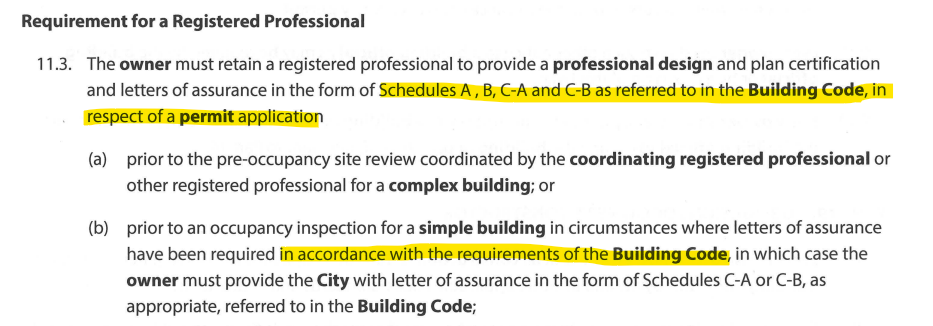 Requirement for a Registered Professional
11.3. The owner must retain a registered professional to provide a professional design and plan certification
and letters of assurance in the form of Schedules A , B, C-A and C-B as referred to in the Building Code, in
respect of a permit application
(a) prior to the pre-occupancy site review coordinated by the coordinating registered professional or
other registered professional for a complex building; or
(b) prior to an occupancy inspection for a simple building in circumstances where letters of assurance
have been required in accordance with the requirements of the Building Code, in which case the
owner must provide the City with letter of assurance in the form of Schedules C-A or C-B, as
appropriate, referred to in the Building Code;